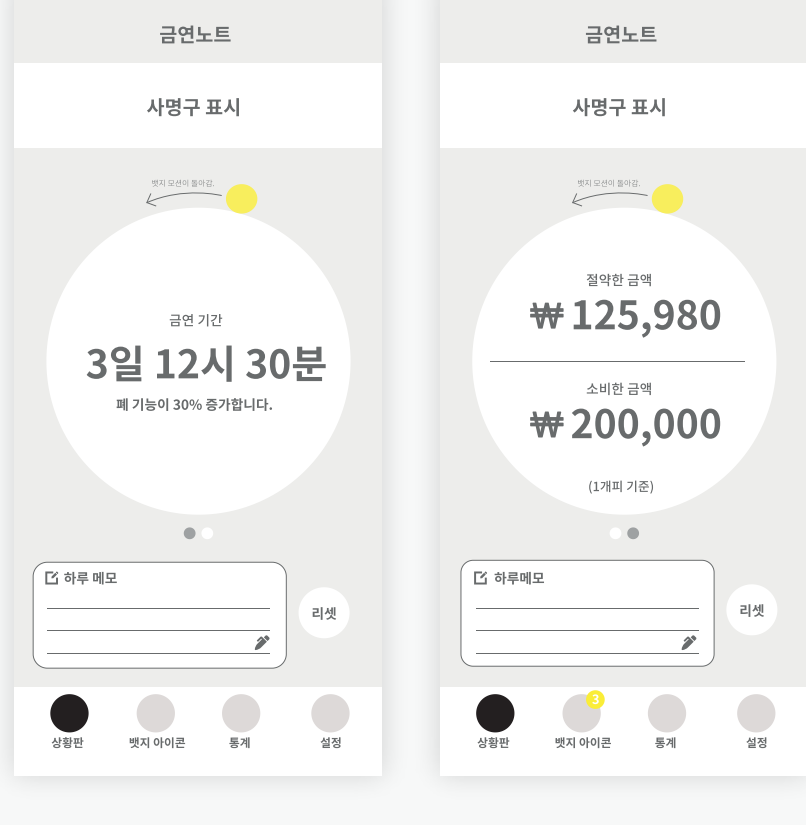 금연노트
사명구 표시
뱃지 모션이 돌아감.
금연 기간
3일 12시 30분
폐 기능이 30% 증가합니다.
하루 메모
리셋
상황판
뱃지 아이콘
통계
설정
금연노트
사명구 표시
뱃지 모션이 돌아감.
절약한 금액
₩ 125,980
소비한 금액
₩ 200,000
(1개피 기준)
하루메모
리셋
3
상황판
뱃지 아이콘
통계
설정